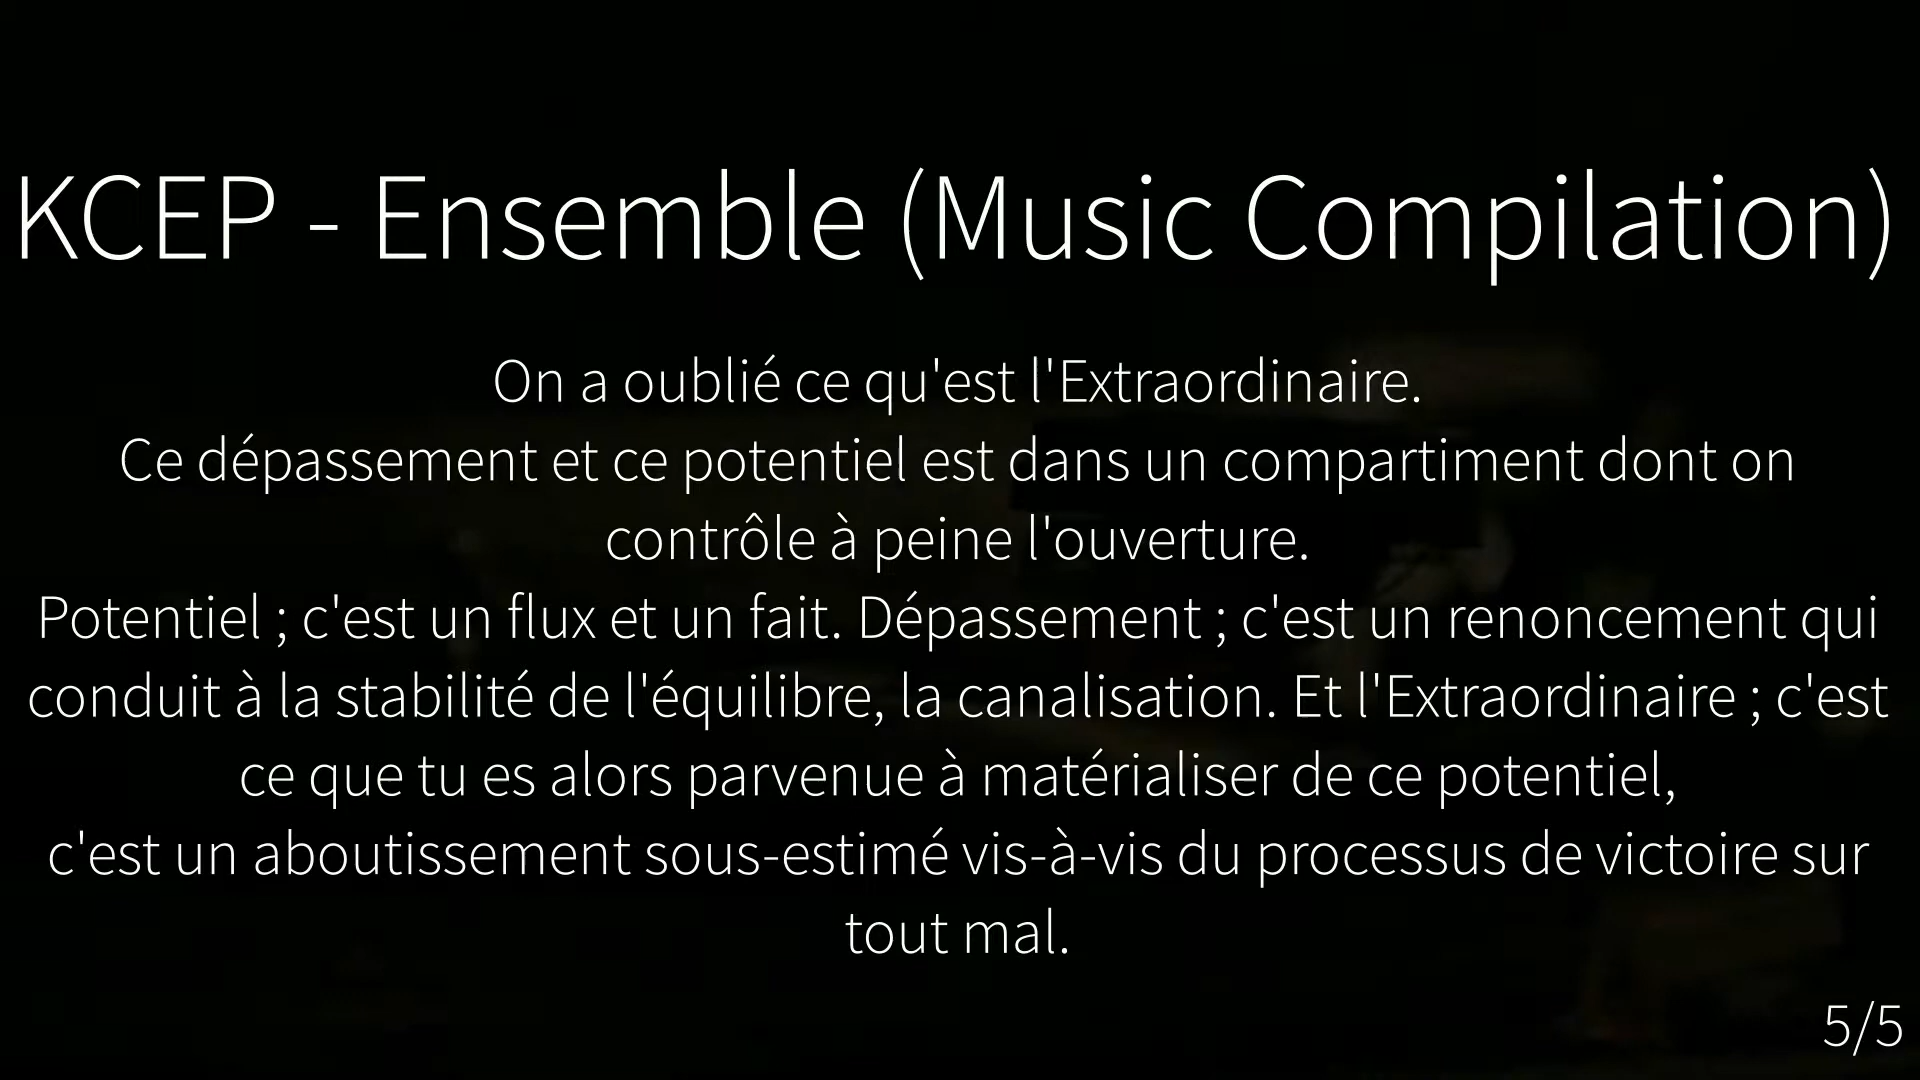 KCEP - Ensemble (Music Compilation)
On a oublié ce qu'est l'Extraordinaire.
Ce dépassement et ce potentiel est dans un compartiment dont on
contrôle à peine l'ouverture.
Potentiel ; c'est un flux et un fait. Dépassement ; c'est un renoncement qui
conduit à la stabilité de l'équilibre, la canalisation. Et l'Extraordinaire ; c'est
ce que tu es alors parvenue à matérialiser de ce potentiel,
c'est un aboutissement sous-estimé vis-à-vis du processus de victoire sur
tout mal.
5/5